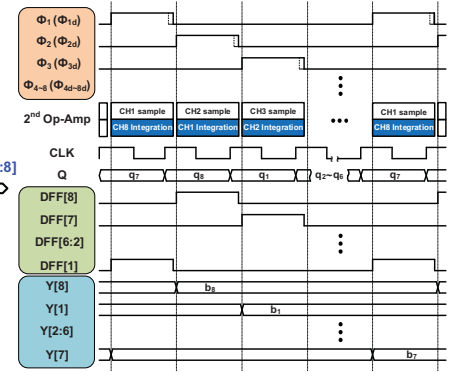 Φ1 (Φ1d)
Φ2 (Φ2d)
Φ3 (Φ3d)
Φ4~8 (Φ4d~8d)
2nd Op-Amp
CH1 sample
CH2 sample
CH3 sample
CH1 sample
CH8 Integration
CH1 Integration
CH2 Integration
...
CH8 Integration
CLK
:8]
Q
q7
q8
q1
q2~q6
q7
DFF[8]
DFF[7]
DFF[6:2]
DFF[1]
Y[8]
b8
Y[1]
b1
Y[2:6]
Y[7]
b7